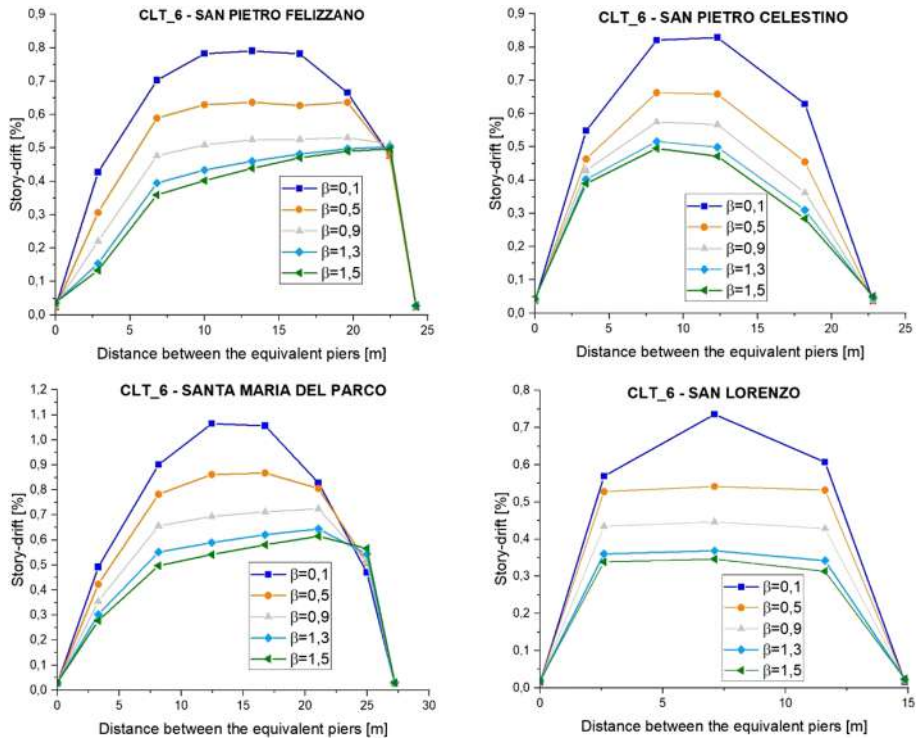 CLT_6 - SAN PIETRO FELIZZANO
Story-drift [%]
0,9
0,8
0,7
0,6
0,5
0,4
0,3
0,2
0,1
0,0
β=0,1
β=0,5
β=0,9
β=1,3
β=1,5
0 5 10 15 20 25
Distance between the equivalent piers [m]
CLT_6 - SAN PIETRO CELESTINO
Story-drift [%]
0,9
0,8
0,7
0,6
0,5
0,4
0,3
0,2
0,1
0,0
β=0,1
β=0,5
β=0,9
β=1,3
β=1,5
0 5 10 15 20
Distance between the equivalent piers [m]
CLT_6 - SANTA MARIA DEL PARCO
Story-drift [%]
1,2
1,1
1,0
0,9
0,8
0,7
0,6
0,5
0,4
0,3
0,2
0,1
0,0
β=0,1
β=0,5
β=0,9
β=1,3
β=1,5
0 5 10 15 20 25 30
Distance between the equivalent piers [m]
CLT_6 - SAN LORENZO
Story-drift [%]
0,8
0,7
0,6
0,5
0,4
0,3
0,2
0,1
0,0
β=0,1
β=0,5
β=0,9
β=1,3
β=1,5
0 5 10 15
Distance between the equivalent piers [m]